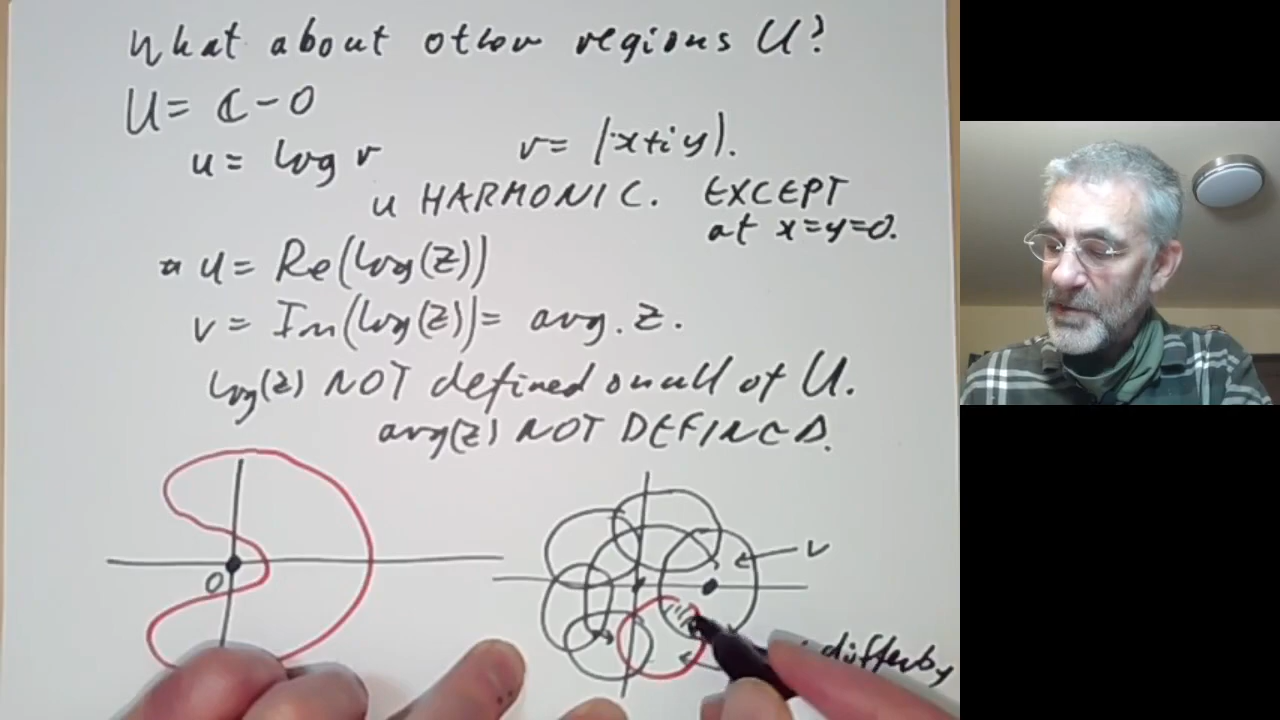 What about other regions U?
U = ℂ - 0
u = log r r = |x+iy|.
u HARMONIC. EXCEPT
at x=y=0.
u = Re(log(z))
v = Im(log(z)) = arg. z.
log(z) NOT defined on all of U.
arg(z) NOT DEFINED.
0
v
differ by